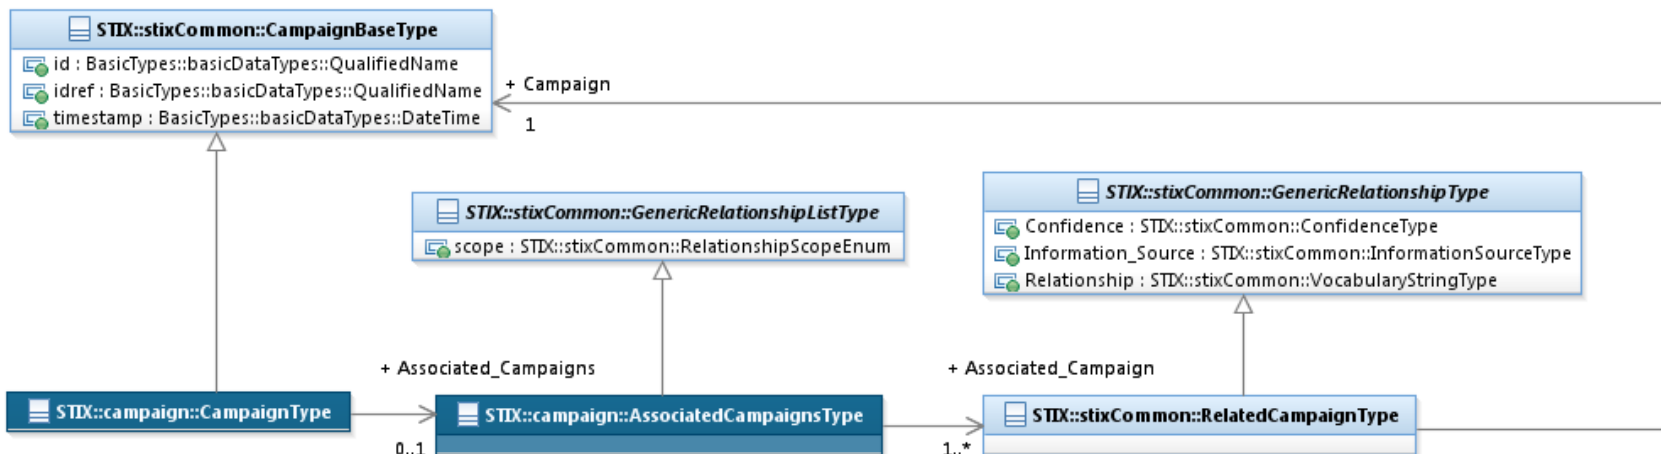 STIX::stixCommon::CampaignBaseType
id : BasicTypes::basicDataTypes::QualifiedName
idref : BasicTypes::basicDataTypes::QualifiedName
timestamp : BasicTypes::basicDataTypes::DateTime
+ Campaign
1
STIX::stixCommon::GenericRelationshipListType
scope : STIX::stixCommon::RelationshipScopeEnum
STIX::stixCommon::GenericRelationshipType
Confidence : STIX::stixCommon::ConfidenceType
Information_Source : STIX::stixCommon::InformationSourceType
Relationship : STIX::stixCommon::VocabularyStringType
+ Associated_Campaigns
+ Associated_Campaign
STIX::campaign::CampaignType
STIX::campaign::AssociatedCampaignsType
STIX::stixCommon::RelatedCampaignType
0..1
1..*